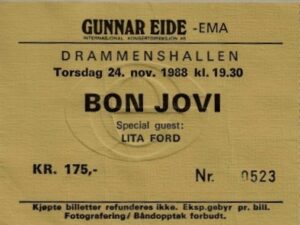 GUNNAR EIDE -EMA
INTERNASJONAL KONSERTDIREKSJON AS
DRAMMENSHALLEN
Torsdag 24. nov. 1988 kl. 19.30
BON JOVI
Special guest:
LITA FORD
KR. 175,-
Nr. 0523
Kjøpte billetter refunderes ikke. Eksp.gebyr pr. bill.
Fotografering/Båndopptak forbudt.